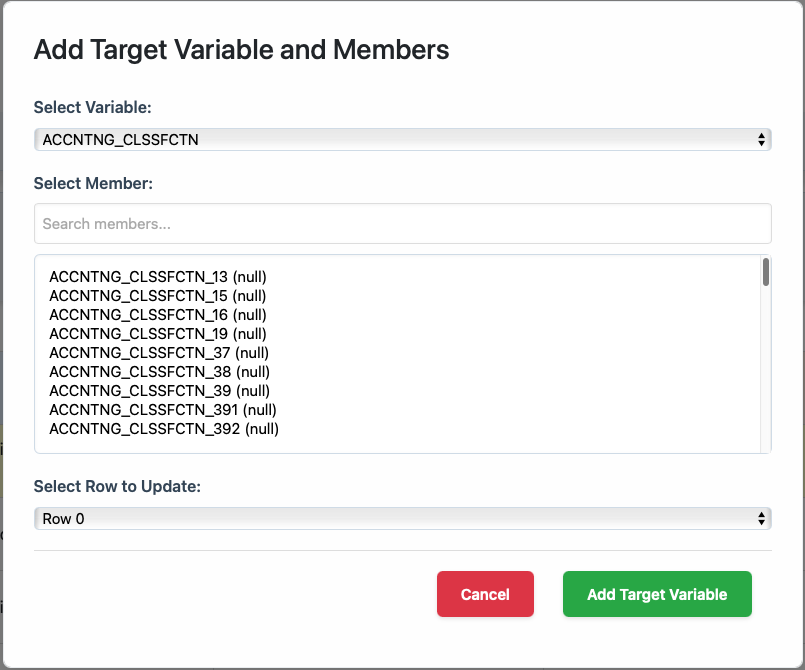 Add Target Variable and Members
Select Variable:
ACCNTNG_CLSSFCTN
Select Member:
Search members...
ACCNTNG_CLSSFCTN_13 (null)
ACCNTNG_CLSSFCTN_15 (null)
ACCNTNG_CLSSFCTN_16 (null)
ACCNTNG_CLSSFCTN_19 (null)
ACCNTNG_CLSSFCTN_37 (null)
ACCNTNG_CLSSFCTN_38 (null)
ACCNTNG_CLSSFCTN_39 (null)
ACCNTNG_CLSSFCTN_391 (null)
ACCNTNG_CLSSFCTN_392 (null)
Select Row to Update:
Row 0
Cancel
Add Target Variable